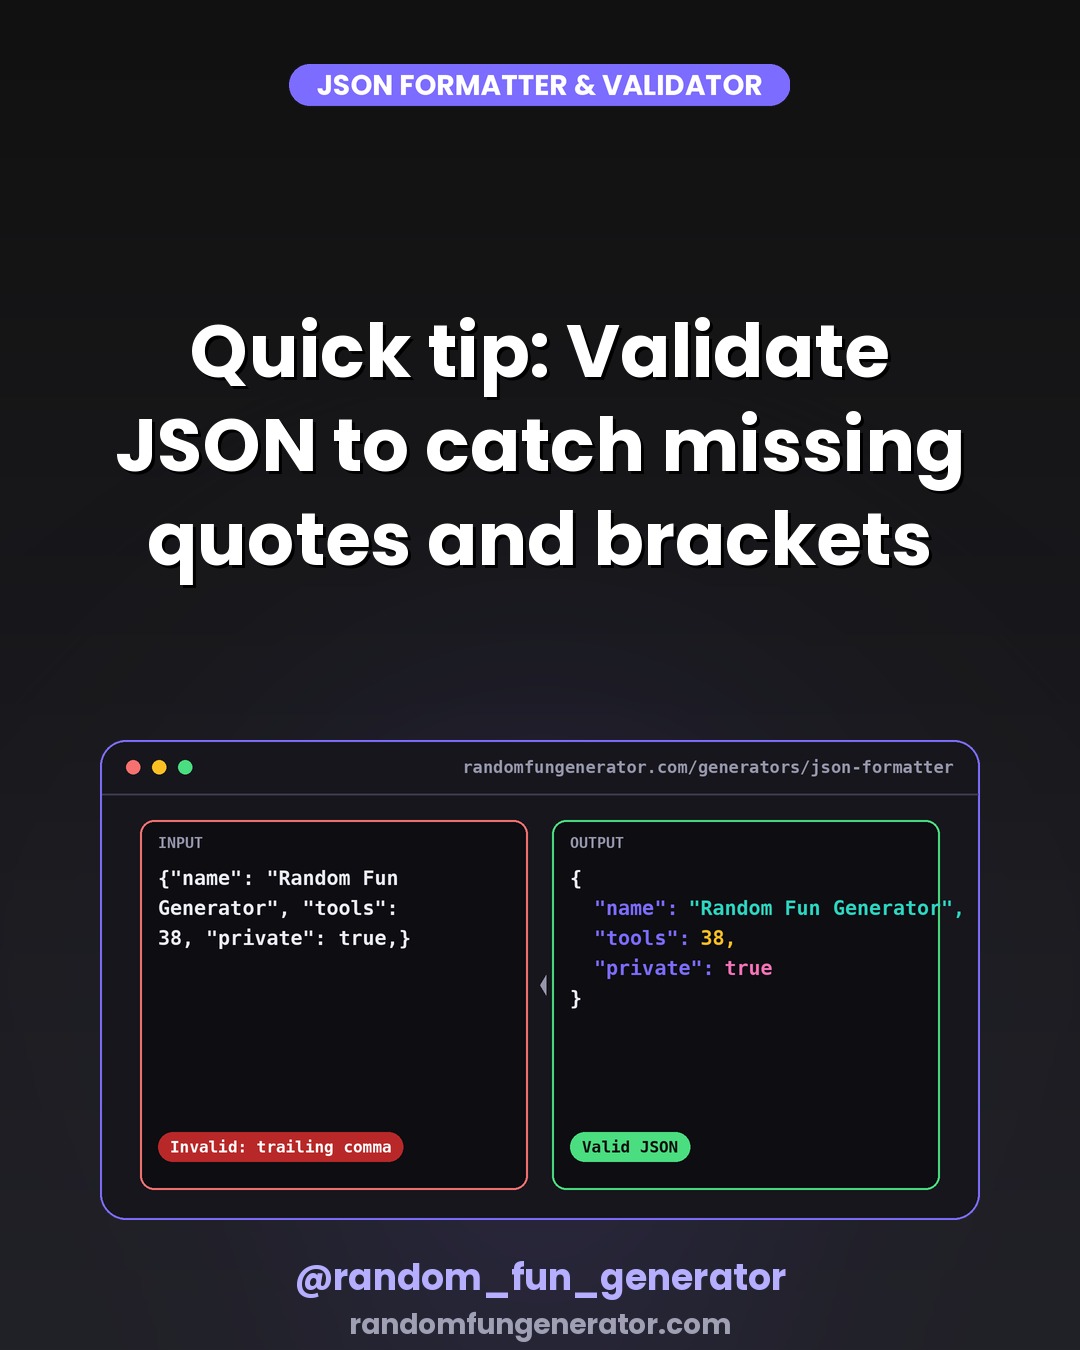 JSON FORMATTER & VALIDATOR
Quick tip: Validate
JSON to catch missing
quotes and brackets
randomfungenerator.com/generators/json-formatter
INPUT
{"name": "Random Fun
Generator", "tools":
38, "private": true,}
Invalid: trailing comma
OUTPUT
{
  "name": "Random Fun Generator",
  "tools": 38,
  "private": true
}
Valid JSON
@random_fun_generator
randomfungenerator.com